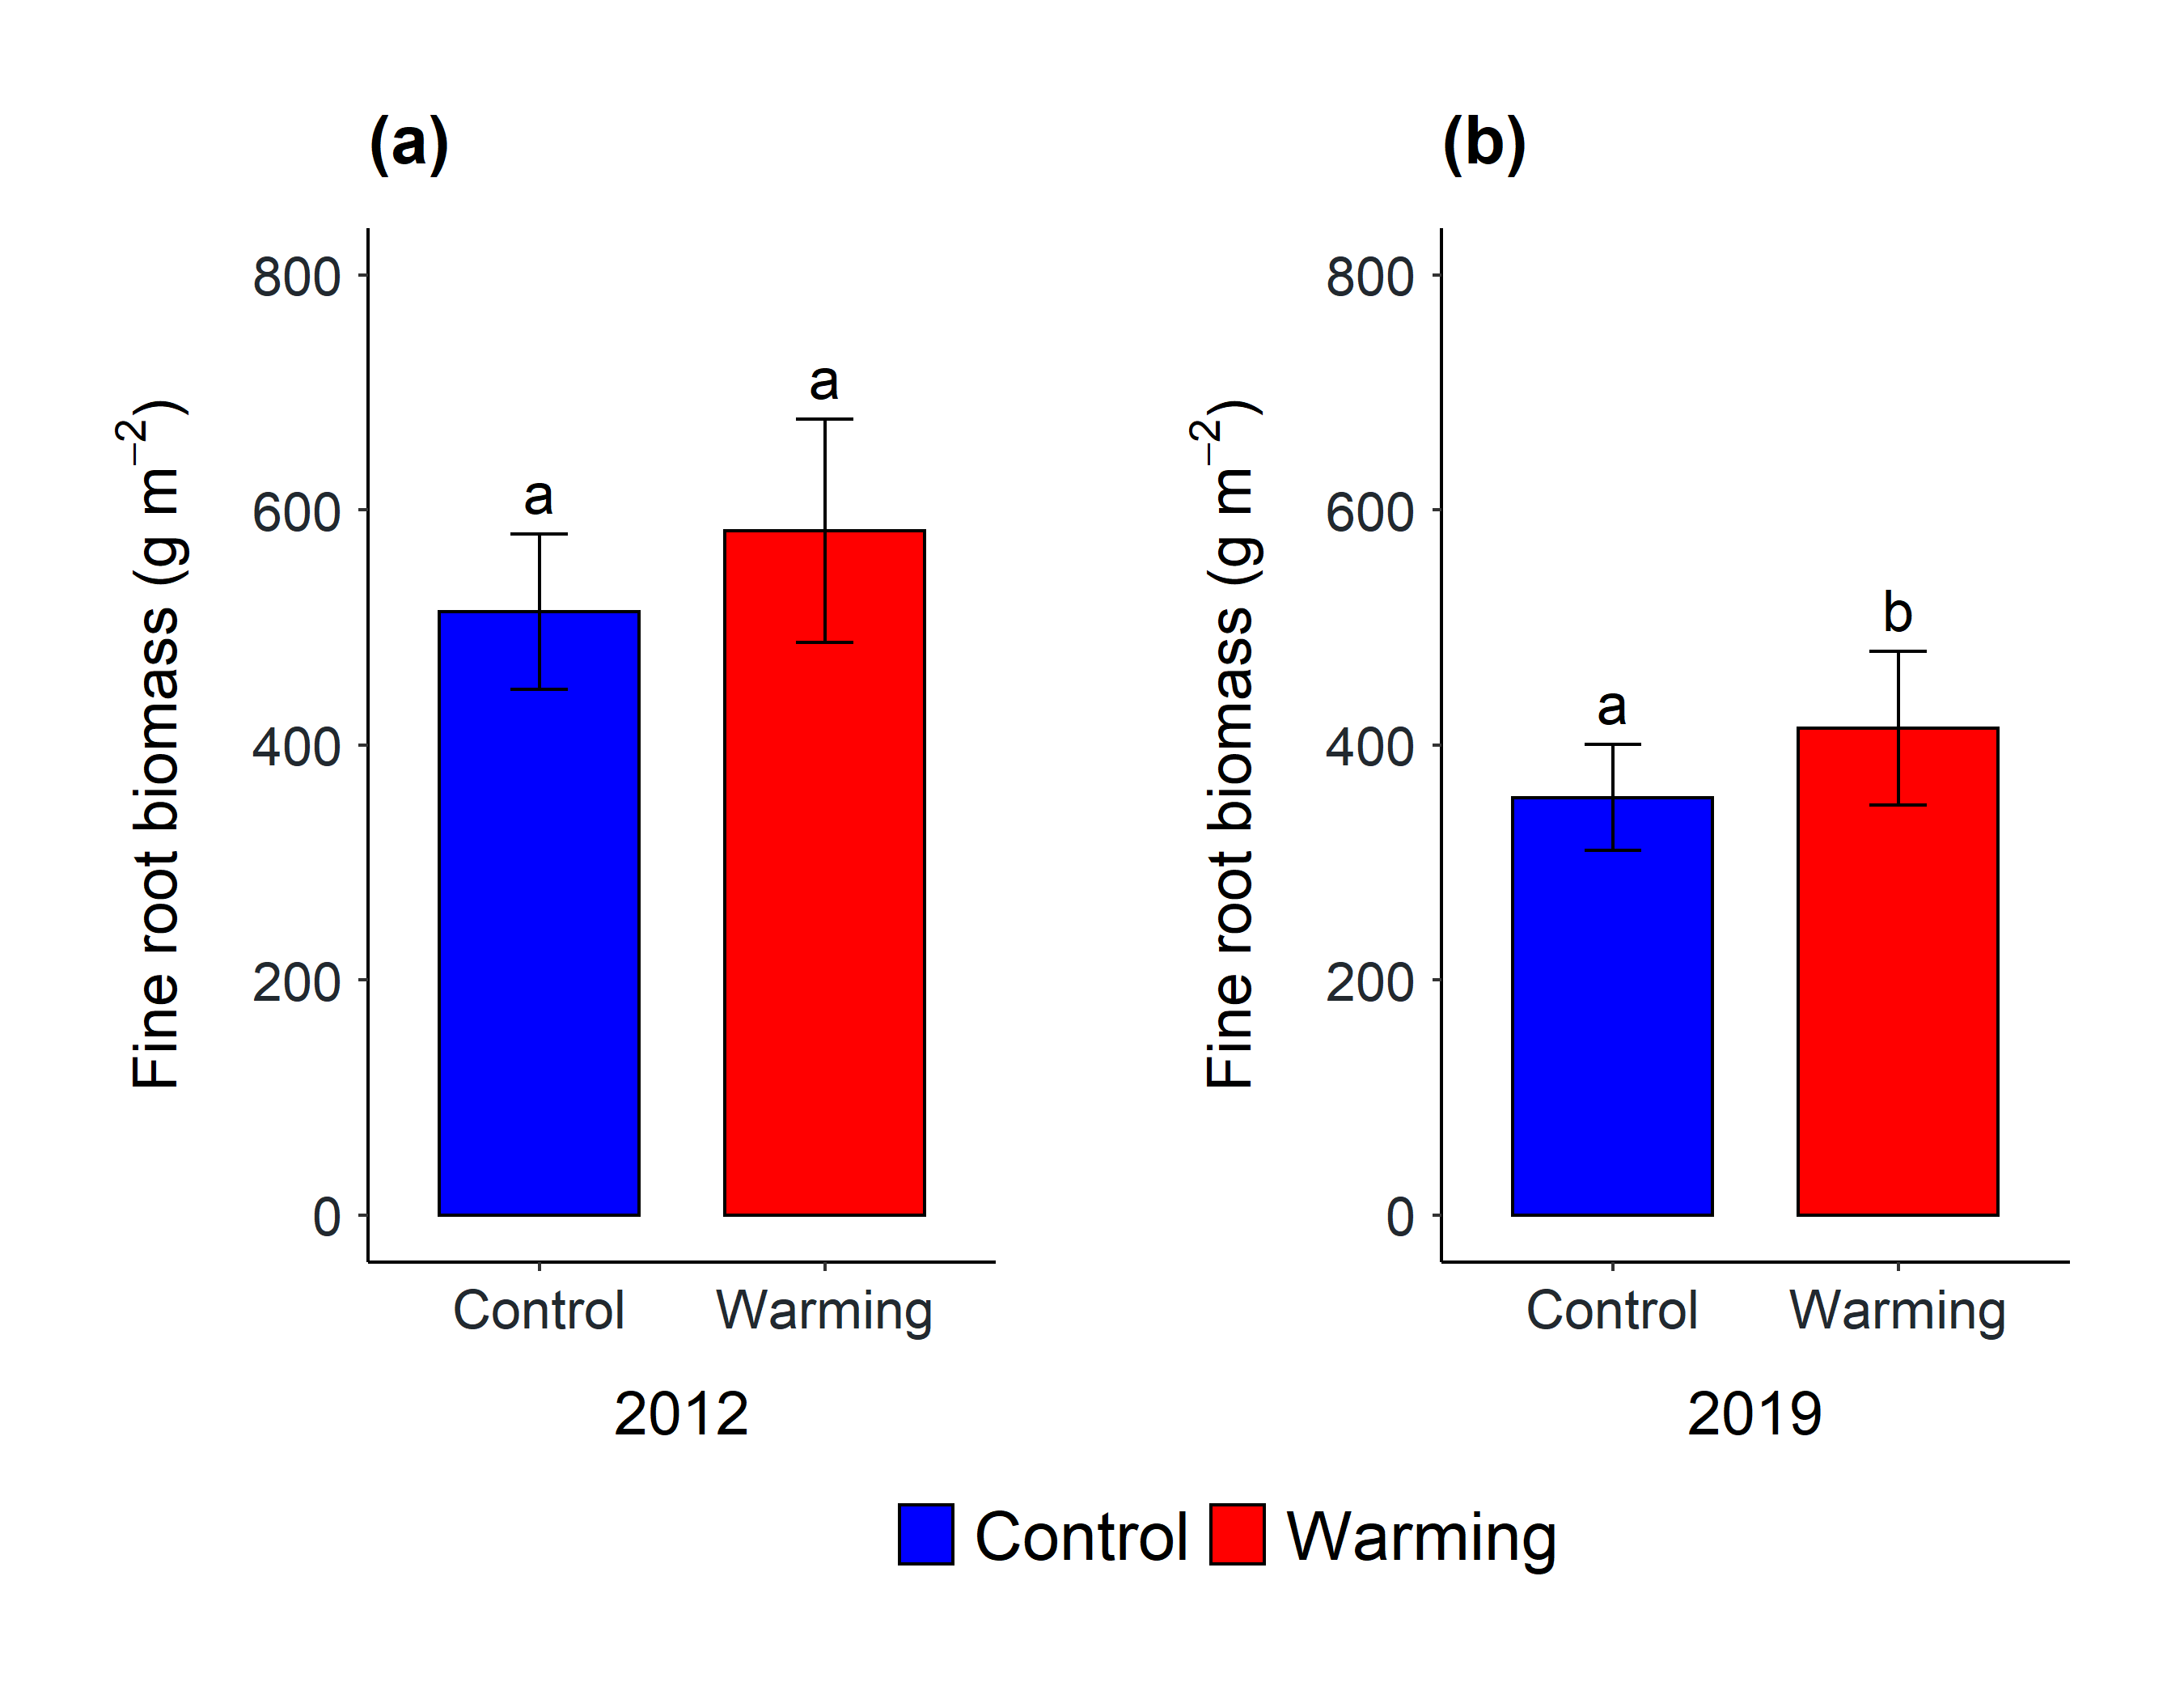 (a)
800
600
400
200
0
Fine root biomass (g m⁻²)
a
a
Control Warming
2012
(b)
800
600
400
200
0
Fine root biomass (g m⁻²)
a
b
Control Warming
2019
Control Warming